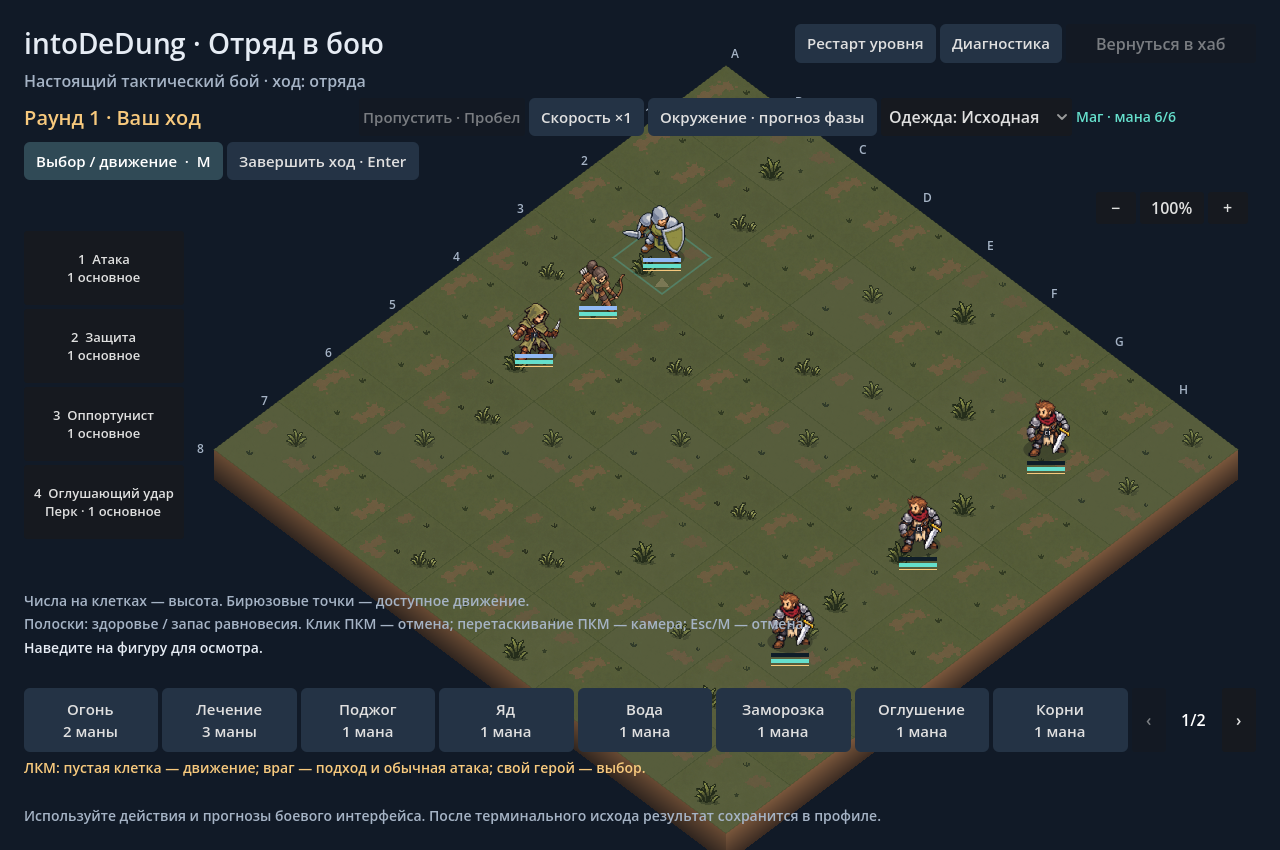 intoDeDung · Отряд в бою
Рестарт уровня
Диагностика
Вернуться в хаб
Настоящий тактический бой · ход: отряда
Раунд 1 · Ваш ход
Пропустить · Пробел
Скорость ×1
Окружение · прогноз фазы
Одежда: Исходная
Маг · мана 6/6
Выбор / движение · M
Завершить ход · Enter
− 100% +
A
C
D
E
F
G
H
2
3
4
5
6
7
8
1 Атака
1 основное
2 Защита
1 основное
3 Оппортунист
1 основное
4 Оглушающий удар
Перк · 1 основное
Числа на клетках — высота. Бирюзовые точки — доступное движение.
Полоски: здоровье / запас равновесия. Клик ПКМ — отмена; перетаскивание ПКМ — камера; Esc/M — отмена.
Наведите на фигуру для осмотра.
Огонь
2 маны
Лечение
3 маны
Поджог
1 мана
Яд
1 мана
Вода
1 мана
Заморозка
1 мана
Оглушение
1 мана
Корни
1 мана
‹ 1/2 ›
ЛКМ: пустая клетка — движение; враг — подход и обычная атака; свой герой — выбор.
Используйте действия и прогнозы боевого интерфейса. После терминального исхода результат сохранится в профиле.